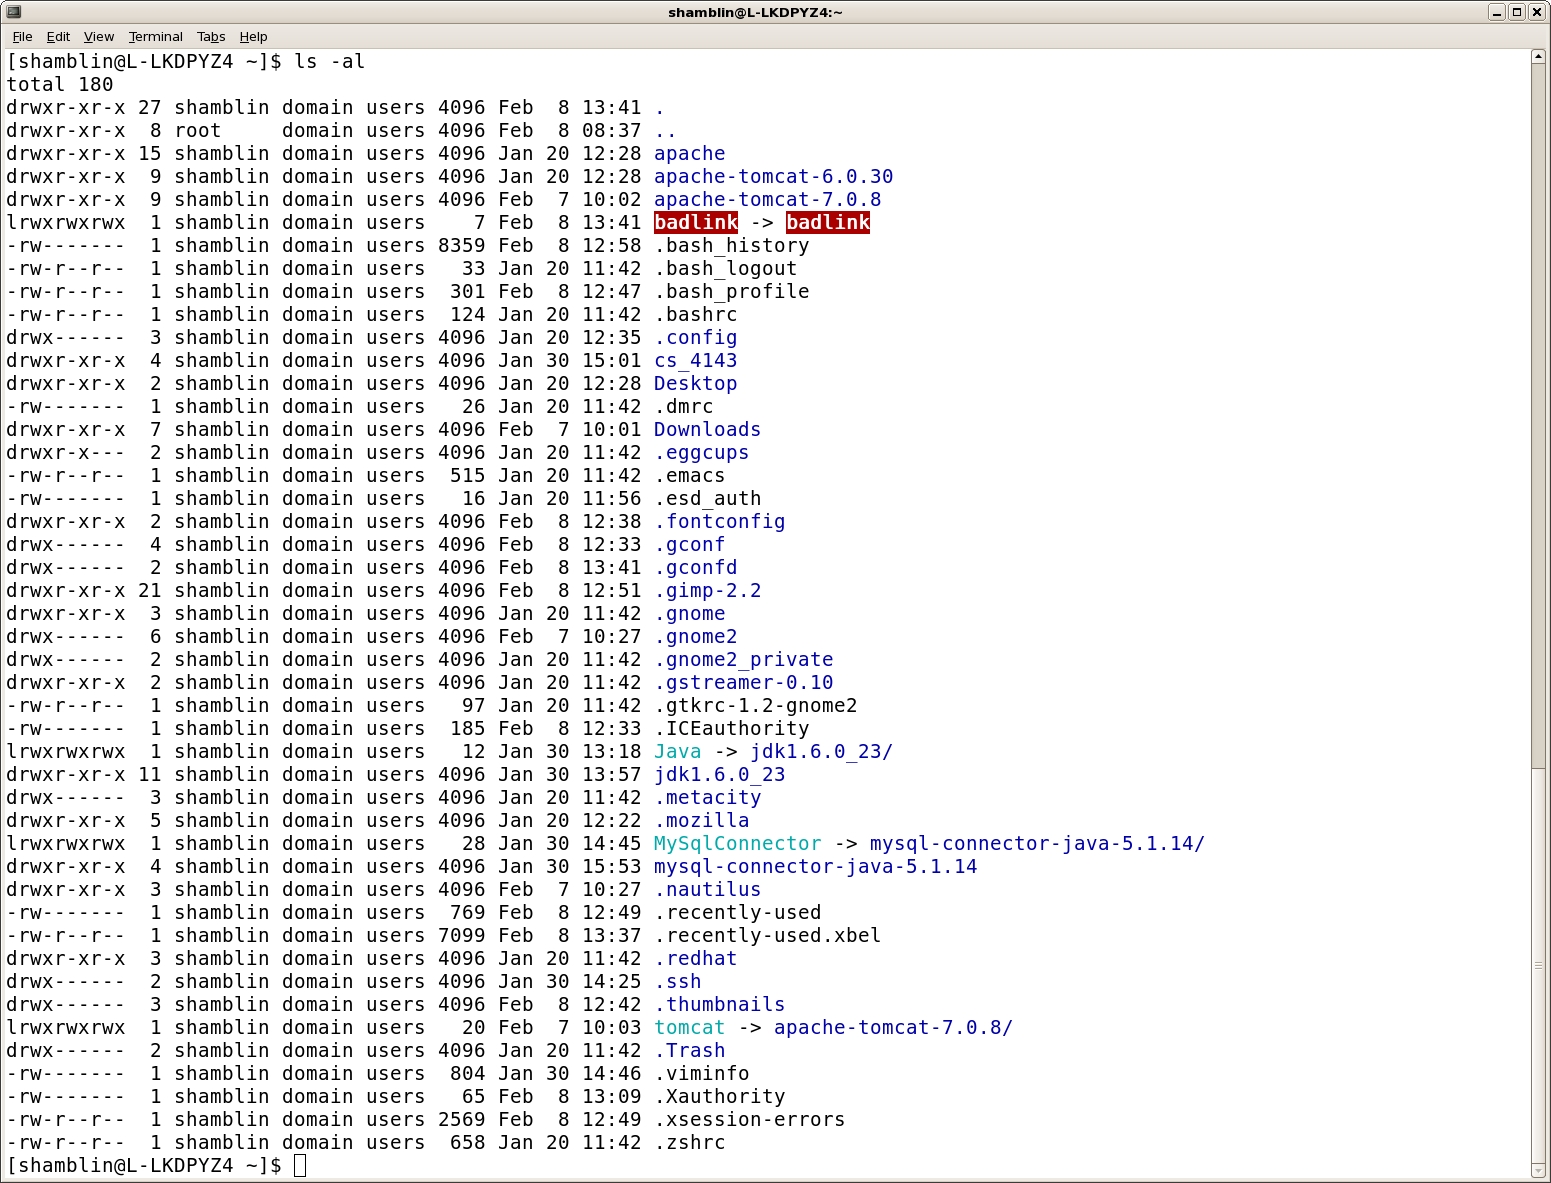 shamblin@L-LKDPYZ4:~
File Edit View Terminal Tabs Help
[shamblin@L-LKDPYZ4 ~]$ ls -al
total 180
drwxr-xr-x 27 shamblin domain users 4096 Feb  8 13:41 .
drwxr-xr-x  8 root     domain users 4096 Feb  8 08:37 ..
drwxr-xr-x 15 shamblin domain users 4096 Jan 20 12:28 apache
drwxr-xr-x  9 shamblin domain users 4096 Jan 20 12:28 apache-tomcat-6.0.30
drwxr-xr-x  9 shamblin domain users 4096 Feb  7 10:02 apache-tomcat-7.0.8
lrwxrwxrwx  1 shamblin domain users    7 Feb  8 13:41 badlink -> badlink
-rw-------  1 shamblin domain users 8359 Feb  8 12:58 .bash_history
-rw-r--r--  1 shamblin domain users   33 Jan 20 11:42 .bash_logout
-rw-r--r--  1 shamblin domain users  301 Feb  8 12:47 .bash_profile
-rw-r--r--  1 shamblin domain users  124 Jan 20 11:42 .bashrc
drwx------  3 shamblin domain users 4096 Jan 20 12:35 .config
drwxr-xr-x  4 shamblin domain users 4096 Jan 30 15:01 cs_4143
drwxr-xr-x  2 shamblin domain users 4096 Jan 20 12:28 Desktop
-rw-------  1 shamblin domain users   26 Jan 20 11:42 .dmrc
drwxr-xr-x  7 shamblin domain users 4096 Feb  7 10:01 Downloads
drwxr-x---  2 shamblin domain users 4096 Jan 20 11:42 .eggcups
-rw-r--r--  1 shamblin domain users  515 Jan 20 11:42 .emacs
-rw-------  1 shamblin domain users   16 Jan 20 11:56 .esd_auth
drwxr-xr-x  2 shamblin domain users 4096 Feb  8 12:38 .fontconfig
drwx------  4 shamblin domain users 4096 Feb  8 12:33 .gconf
drwx------  2 shamblin domain users 4096 Feb  8 13:41 .gconfd
drwxr-xr-x 21 shamblin domain users 4096 Feb  8 12:51 .gimp-2.2
drwxr-xr-x  3 shamblin domain users 4096 Jan 20 11:42 .gnome
drwx------  6 shamblin domain users 4096 Feb  7 10:27 .gnome2
drwx------  2 shamblin domain users 4096 Jan 20 11:42 .gnome2_private
drwxr-xr-x  2 shamblin domain users 4096 Jan 20 11:42 .gstreamer-0.10
-rw-r--r--  1 shamblin domain users   97 Jan 20 11:42 .gtkrc-1.2-gnome2
-rw-------  1 shamblin domain users  185 Feb  8 12:33 .ICEauthority
lrwxrwxrwx  1 shamblin domain users   12 Jan 30 13:18 Java -> jdk1.6.0_23/
drwxr-xr-x 11 shamblin domain users 4096 Jan 30 13:57 jdk1.6.0_23
drwx------  3 shamblin domain users 4096 Jan 20 11:42 .metacity
drwxr-xr-x  5 shamblin domain users 4096 Jan 20 12:22 .mozilla
lrwxrwxrwx  1 shamblin domain users   28 Jan 30 14:45 MySqlConnector -> mysql-connector-java-5.1.14/
drwxr-xr-x  4 shamblin domain users 4096 Jan 30 15:53 mysql-connector-java-5.1.14
drwxr-xr-x  3 shamblin domain users 4096 Feb  7 10:27 .nautilus
-rw-------  1 shamblin domain users  769 Feb  8 12:49 .recently-used
-rw-r--r--  1 shamblin domain users 7099 Feb  8 13:37 .recently-used.xbel
drwxr-xr-x  3 shamblin domain users 4096 Jan 20 11:42 .redhat
drwx------  2 shamblin domain users 4096 Jan 30 14:25 .ssh
drwx------  3 shamblin domain users 4096 Feb  8 12:42 .thumbnails
lrwxrwxrwx  1 shamblin domain users   20 Feb  7 10:03 tomcat -> apache-tomcat-7.0.8/
drwx------  2 shamblin domain users 4096 Jan 20 11:42 .Trash
-rw-------  1 shamblin domain users  804 Jan 30 14:46 .viminfo
-rw-------  1 shamblin domain users   65 Feb  8 13:09 .Xauthority
-rw-r--r--  1 shamblin domain users 2569 Feb  8 12:49 .xsession-errors
-rw-r--r--  1 shamblin domain users  658 Jan 20 11:42 .zshrc
[shamblin@L-LKDPYZ4 ~]$